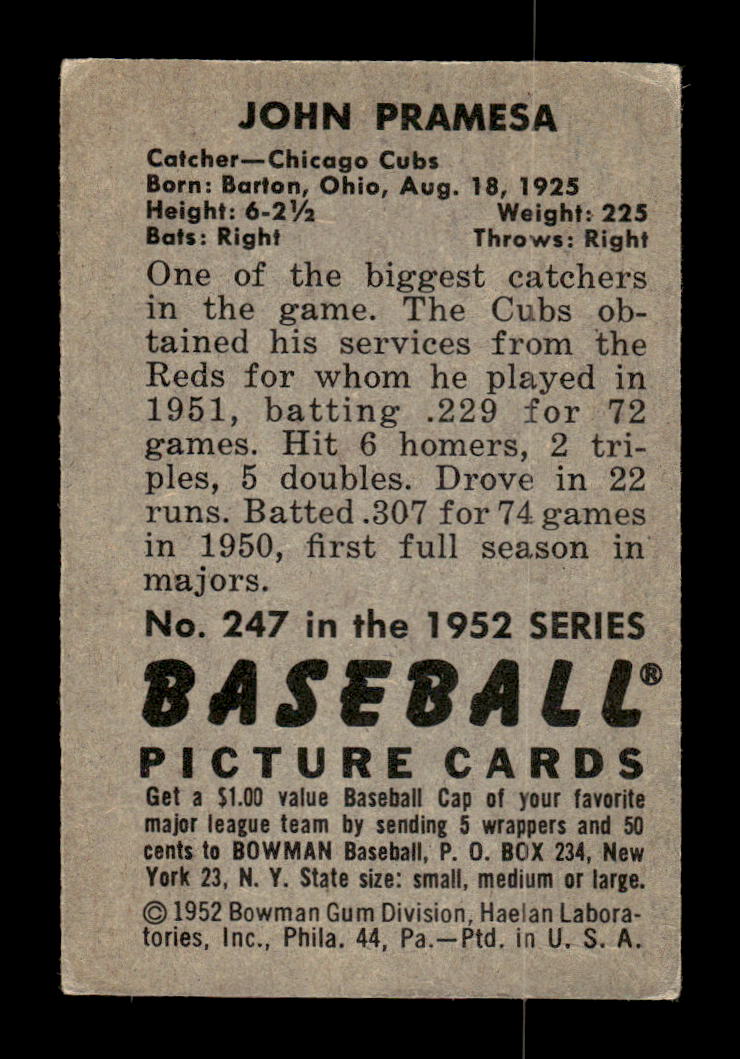 JOHN PRAMESA
Catcher—Chicago Cubs
Born: Barton, Ohio, Aug. 18, 1925
Height: 6-2½ Weight: 225
Bats: Right Throws: Right
One of the biggest catchers
in the game. The Cubs ob-
tained his services from the
Reds for whom he played in
1951, batting .229 for 72
games. Hit 6 homers, 2 tri-
ples, 5 doubles. Drove in 22
runs. Batted .307 for 74 games
in 1950, first full season in
majors.
No. 247 in the 1952 SERIES
BASEBALL®
PICTURE CARDS
Get a $1.00 value Baseball Cap of your favorite
major league team by sending 5 wrappers and 50
cents to BOWMAN Baseball, P. O. BOX 234, New
York 23, N. Y. State size: small, medium or large.
© 1952 Bowman Gum Division, Haelan Labora-
tories, Inc., Phila. 44, Pa.—Ptd. in U. S. A.